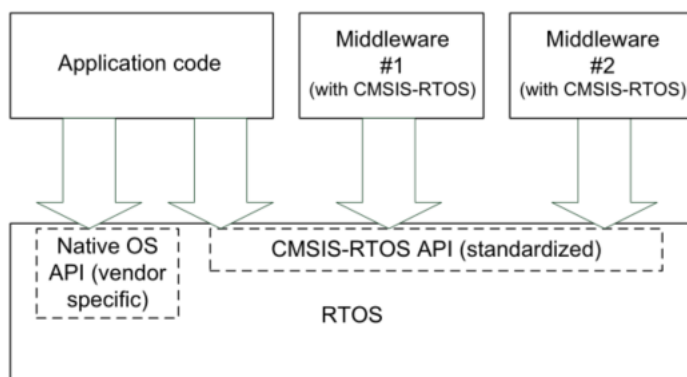 Application code
Middleware
#1
(with CMSIS-RTOS)
Middleware
#2
(with CMSIS-RTOS)
Native OS
API (vendor
specific)
CMSIS-RTOS API (standardized)
RTOS